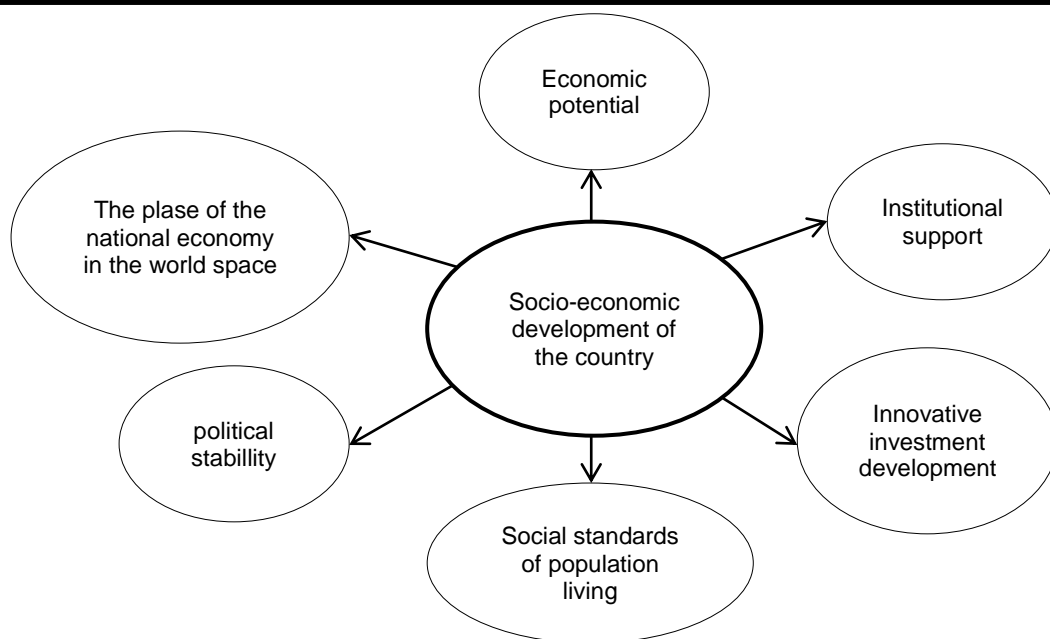 Economic
potential
The plase of the
national economy
in the world space
Institutional
support
Socio-economic
development of
the country
political
stabillity
Innovative
investment
development
Social standards
of population
living